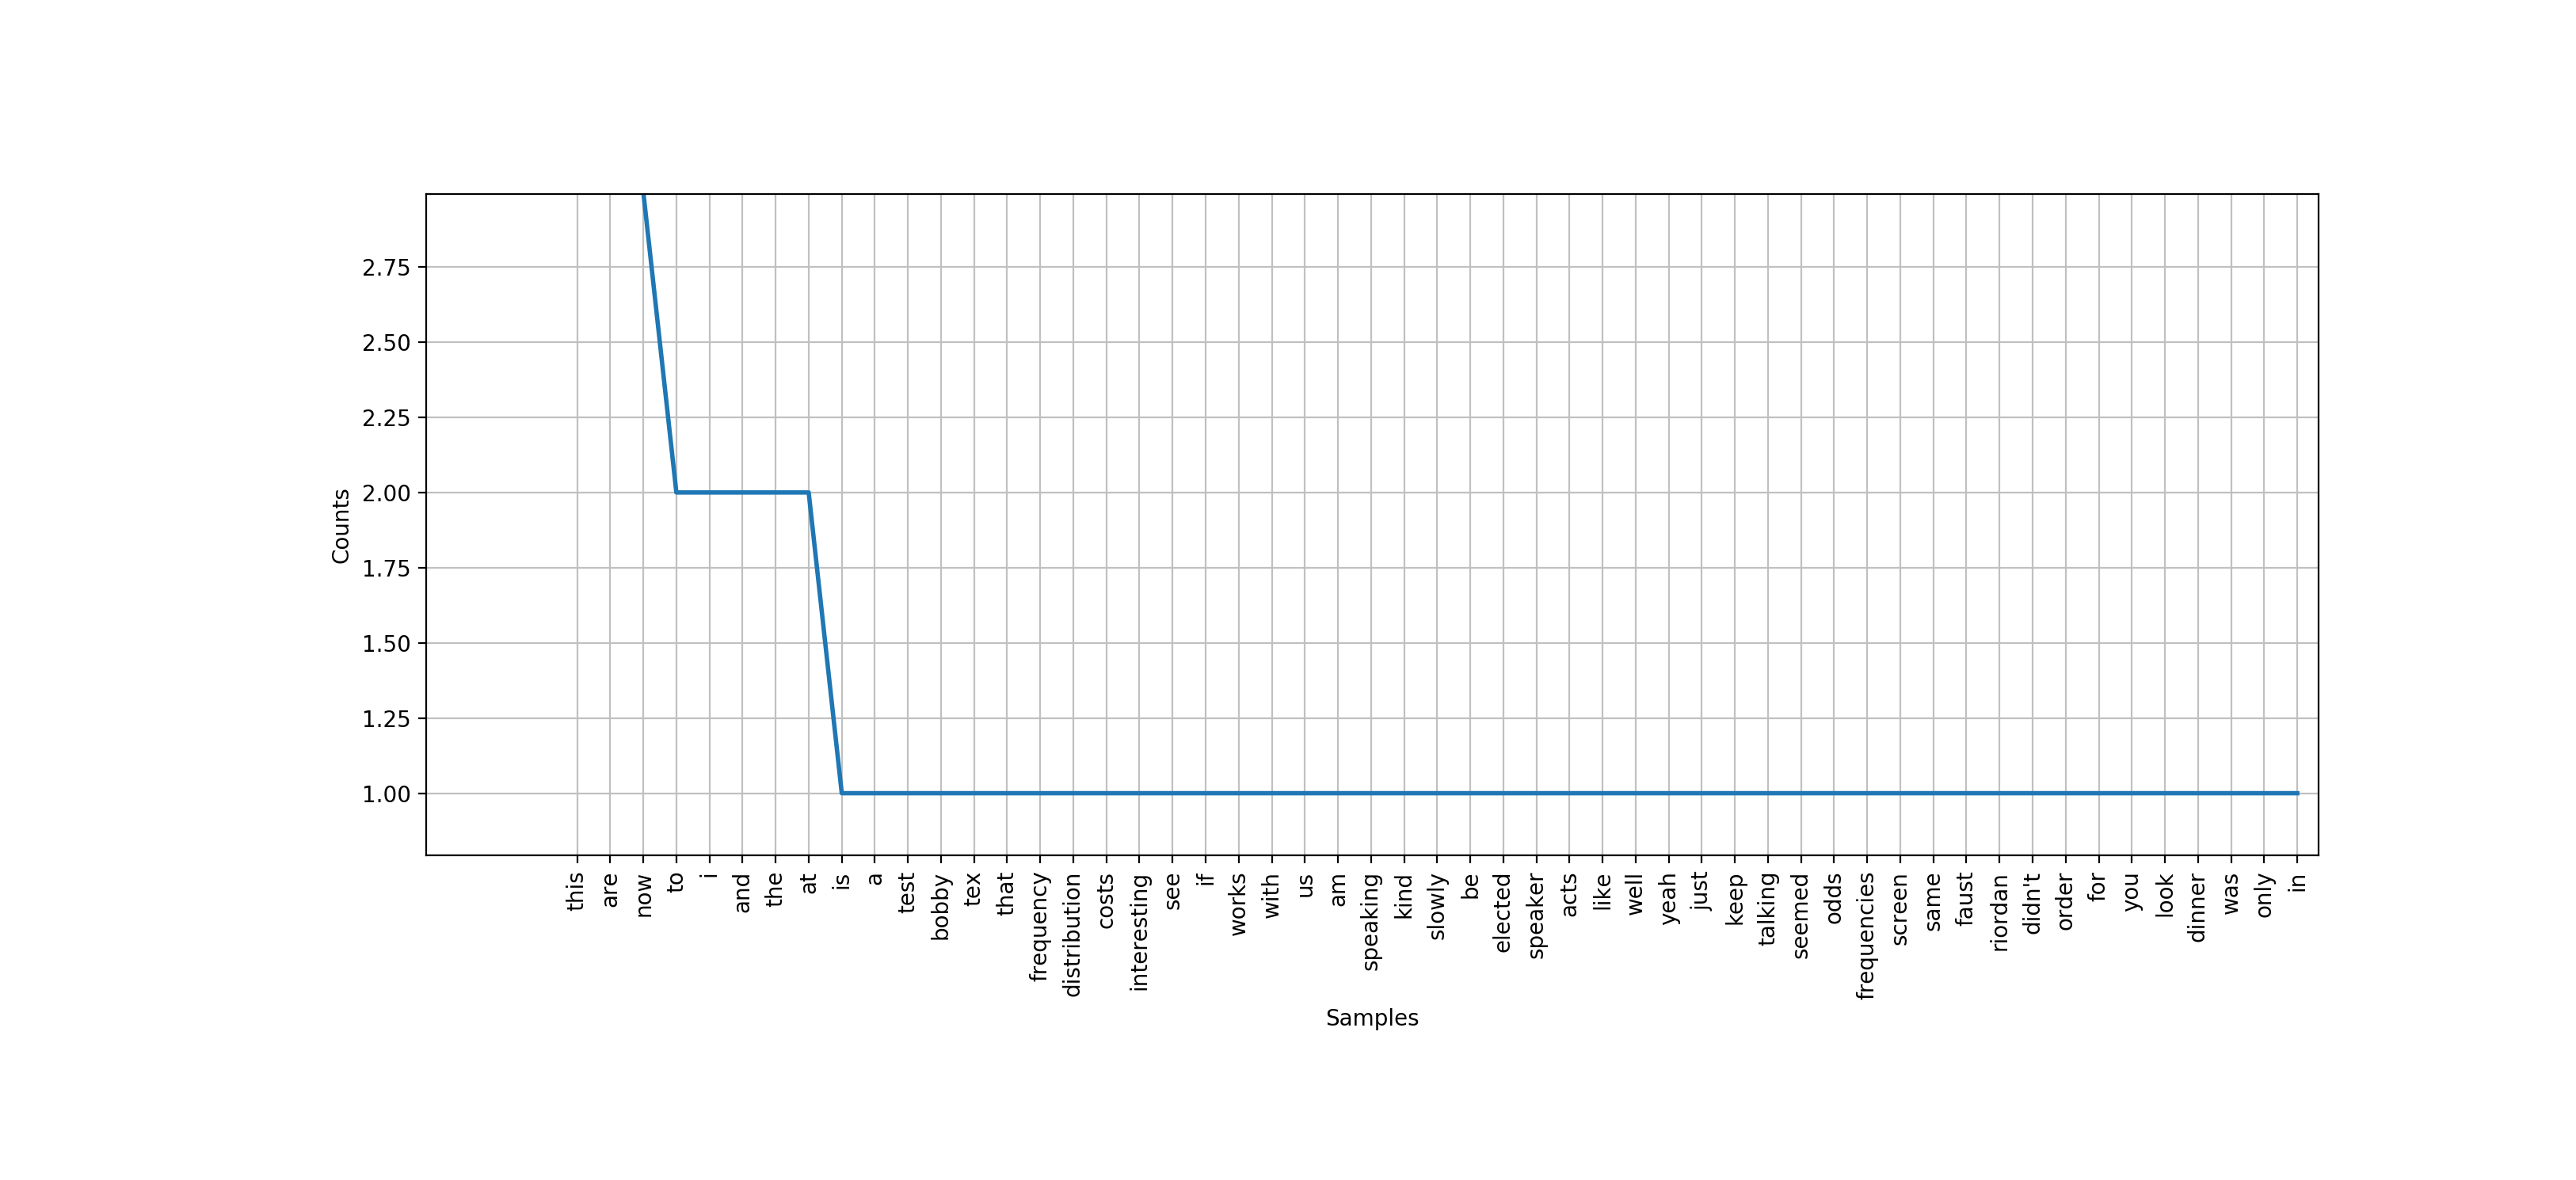 2.75
2.50
2.25
2.00
1.75
1.50
1.25
1.00
Counts
this
are
now
to
i
and
the
at
is
a
test
bobby
tex
that
frequency
distribution
costs
interesting
see
if
works
with
us
am
speaking
kind
slowly
be
elected
speaker
acts
like
well
yeah
just
keep
talking
seemed
odds
frequencies
screen
same
faust
riordan
didn't
order
for
you
look
dinner
was
only
in
Samples